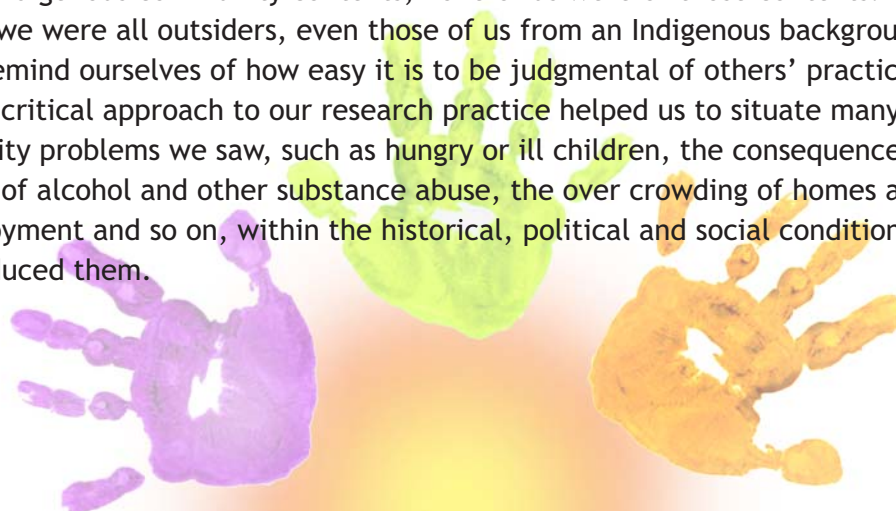 we were all outsiders, even those of us from an Indigenous backgrou
emind ourselves of how easy it is to be judgmental of others’ practic
critical approach to our research practice helped us to situate many
ity problems we saw, such as hungry or ill children, the consequence
of alcohol and other substance abuse, the over crowding of homes a
oyment and so on, within the historical, political and social condition
luced them.